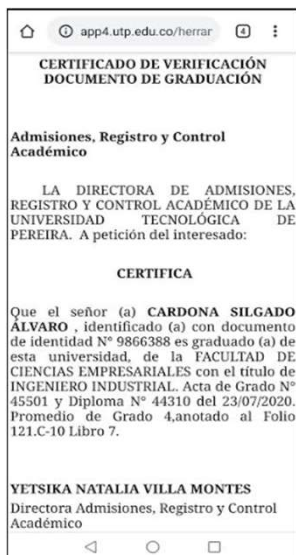 app4.utp.edu.co/herrar
4
CERTIFICADO DE VERIFICACIÓN
DOCUMENTO DE GRADUACIÓN
Admisiones, Registro y Control
Académico
LA DIRECTORA DE ADMISIONES,
REGISTRO Y CONTROL ACADÉMICO DE LA
UNIVERSIDAD TECNOLÓGICA DE
PEREIRA. A petición del interesado:
CERTIFICA
Que el señor (a) CARDONA SILGADO
ÁLVARO , identificado (a) con documento
de identidad N° 9866388 es graduado (a) de
esta universidad, de la FACULTAD DE
CIENCIAS EMPRESARIALES con el título de
INGENIERO INDUSTRIAL. Acta de Grado N°
45501 y Diploma N° 44310 del 23/07/2020.
Promedio de Grado 4,anotado al Folio
121.C-10 Libro 7.
YETSIKA NATALIA VILLA MONTES
Directora Admisiones, Registro y Control
Académico